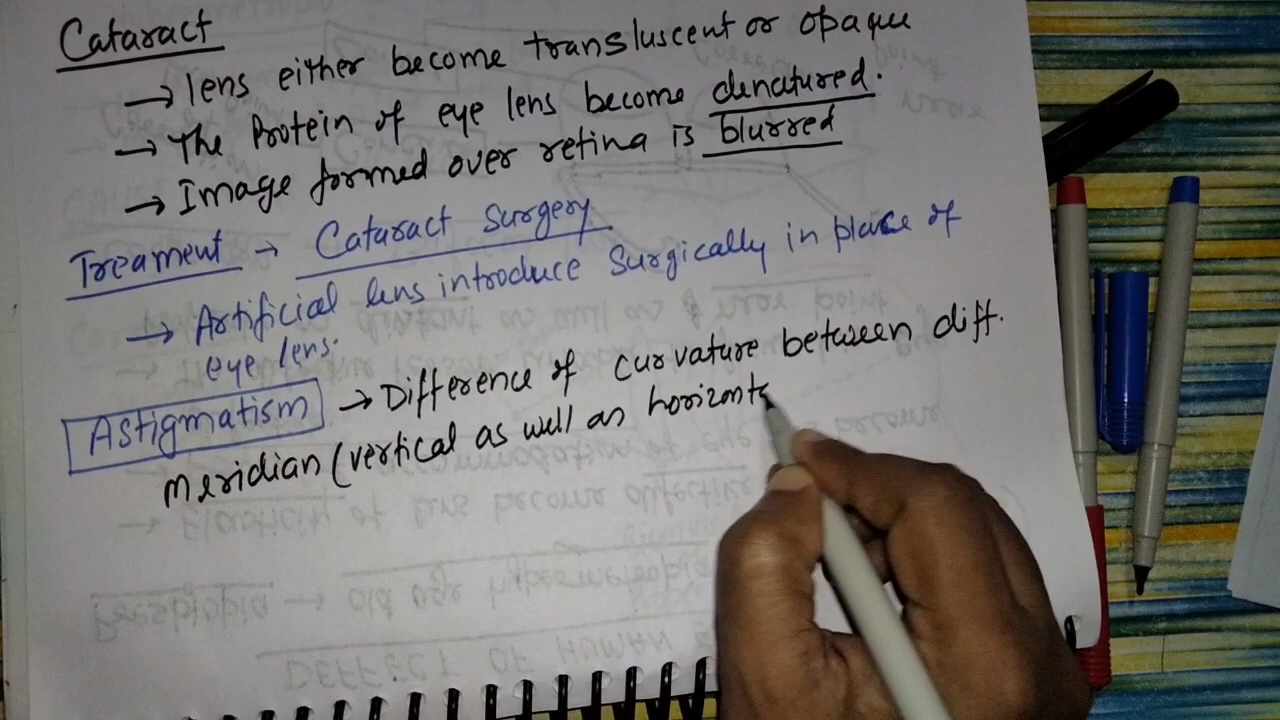 Cataract
→ lens either become transluscent or opaque
→ The Protein of eye lens become denatured.
→ Image formed over retina is blurred
Treament → Cataract Surgery
→ Artificial lens introduce Surgically in place of
eye lens.
Astigmatism → Difference of curvature between diff.
Meridian (vertical as well as horizonta